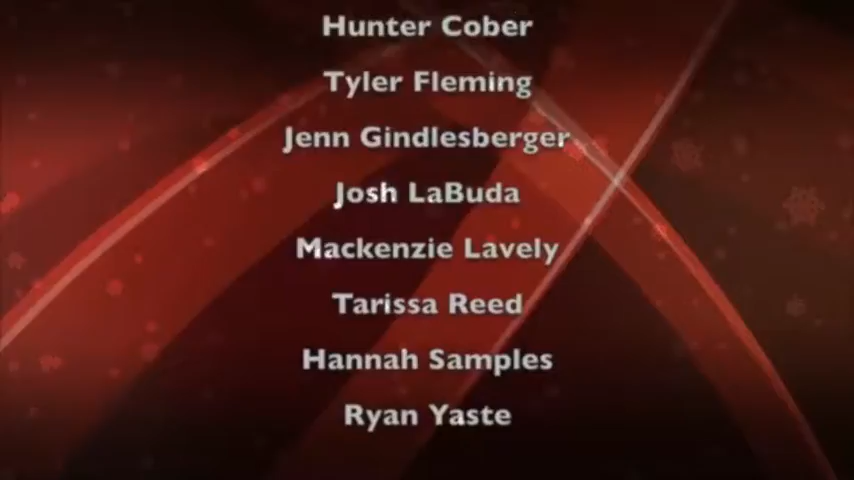 Hunter Cober
Tyler Fleming
Jenn Gindlesberger
Josh LaBuda
Mackenzie Lavely
Tarissa Reed
Hannah Samples
Ryan Yaste